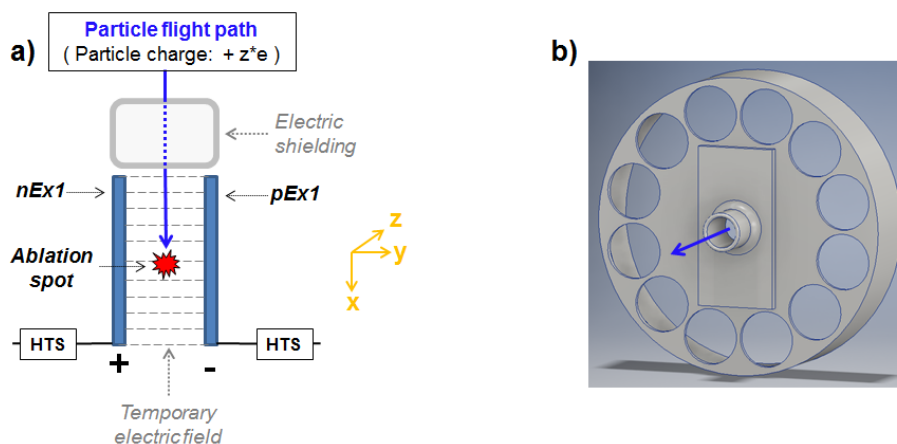 a)
Particle flight path
( Particle charge: + z*e )
Electric
shielding
nEx1
pEx1
Ablation
spot
z
y
x
HTS
HTS
+
-
Temporary
electric field
b)